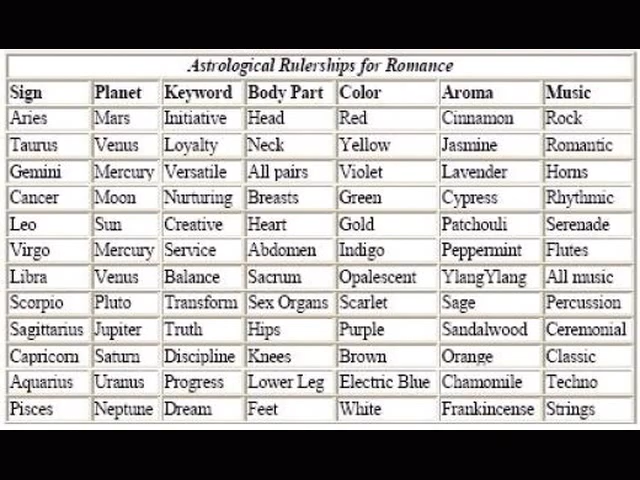 Astrological Rulerships for Romance
Sign Planet Keyword Body Part Color Aroma Music
Aries Mars Initiative Head Red Cinnamon Rock
Taurus Venus Loyalty Neck Yellow Jasmine Romantic
Gemini Mercury Versatile All pairs Violet Lavender Horns
Cancer Moon Nurturing Breasts Green Cypress Rhythmic
Leo Sun Creative Heart Gold Patchouli Serenade
Virgo Mercury Service Abdomen Indigo Peppermint Flutes
Libra Venus Balance Sacrum Opalescent YlangYlang All music
Scorpio Pluto Transform Sex Organs Scarlet Sage Percussion
Sagittarius Jupiter Truth Hips Purple Sandalwood Ceremonial
Capricorn Saturn Discipline Knees Brown Orange Classic
Aquarius Uranus Progress Lower Leg Electric Blue Chamomile Techno
Pisces Neptune Dream Feet White Frankincense Strings